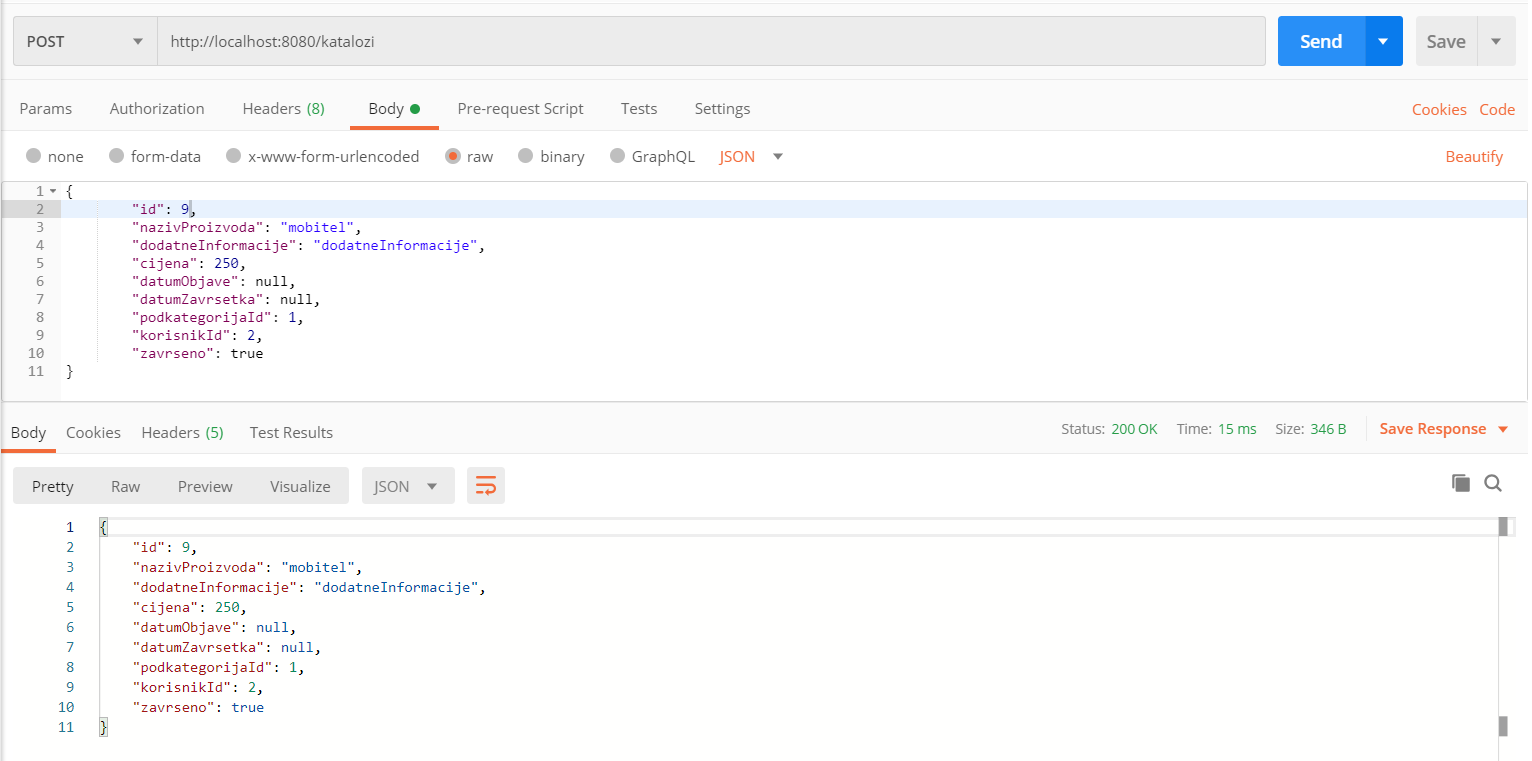 POST http://localhost:8080/katalozi Send Save
Params Authorization Headers (8) Body Pre-request Script Tests Settings Cookies Code
none form-data x-www-form-urlencoded raw binary GraphQL JSON Beautify
1 {
2 "id": 9,
3 "nazivProizvoda": "mobitel",
4 "dodatneInformacije": "dodatneInformacije",
5 "cijena": 250,
6 "datumObjave": null,
7 "datumZavrsetka": null,
8 "podkategorijaId": 1,
9 "korisnikId": 2,
10 "zavrseno": true
11 }
Body Cookies Headers (5) Test Results Status: 200 OK Time: 15 ms Size: 346 B Save Response
Pretty Raw Preview Visualize JSON
1 {
2 "id": 9,
3 "nazivProizvoda": "mobitel",
4 "dodatneInformacije": "dodatneInformacije",
5 "cijena": 250,
6 "datumObjave": null,
7 "datumZavrsetka": null,
8 "podkategorijaId": 1,
9 "korisnikId": 2,
10 "zavrseno": true
11 }